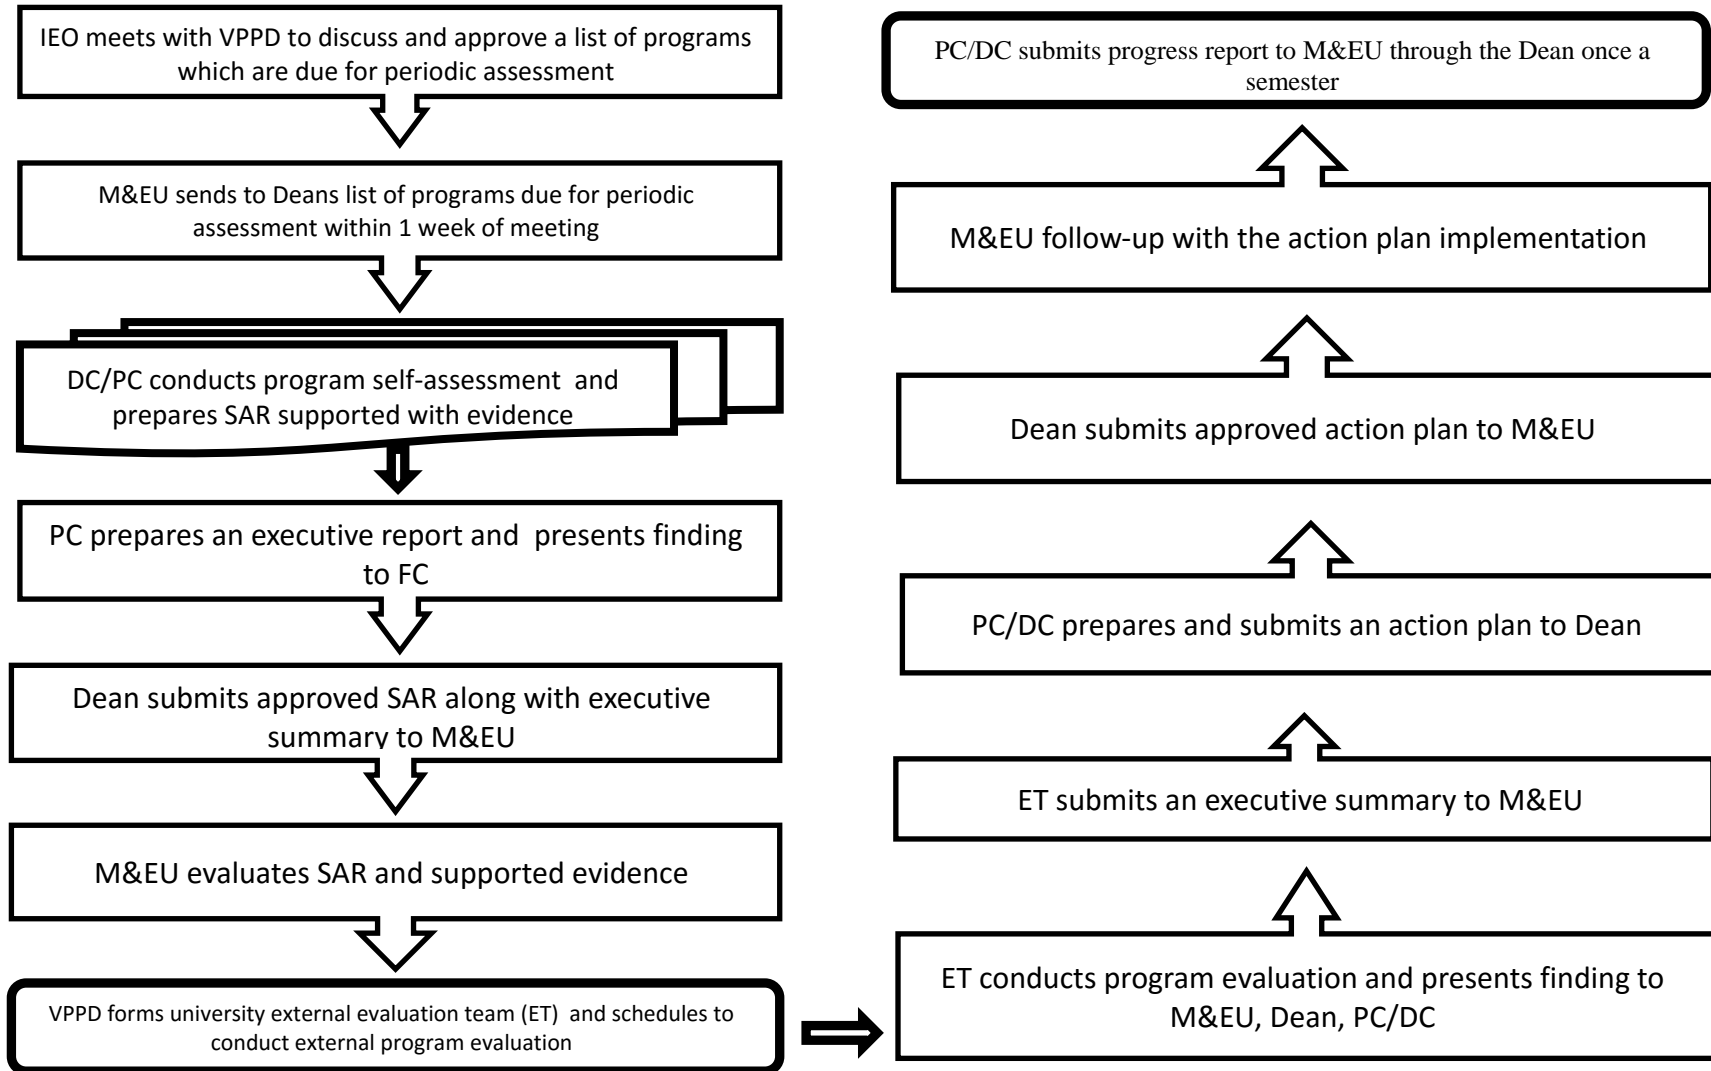 IEO meets with VPPD to discuss and approve a list of programs
which are due for periodic assessment
M&EU sends to Deans list of programs due for periodic
assessment within 1 week of meeting
DC/PC conducts program self-assessment and
prepares SAR supported with evidence
PC prepares an executive report and presents finding
to FC
Dean submits approved SAR along with executive
summary to M&EU
M&EU evaluates SAR and supported evidence
VPPD forms university external evaluation team (ET) and schedules to
conduct external program evaluation
ET conducts program evaluation and presents finding to
M&EU, Dean, PC/DC
ET submits an executive summary to M&EU
PC/DC prepares and submits an action plan to Dean
Dean submits approved action plan to M&EU
M&EU follow-up with the action plan implementation
PC/DC submits progress report to M&EU through the Dean once a
semester